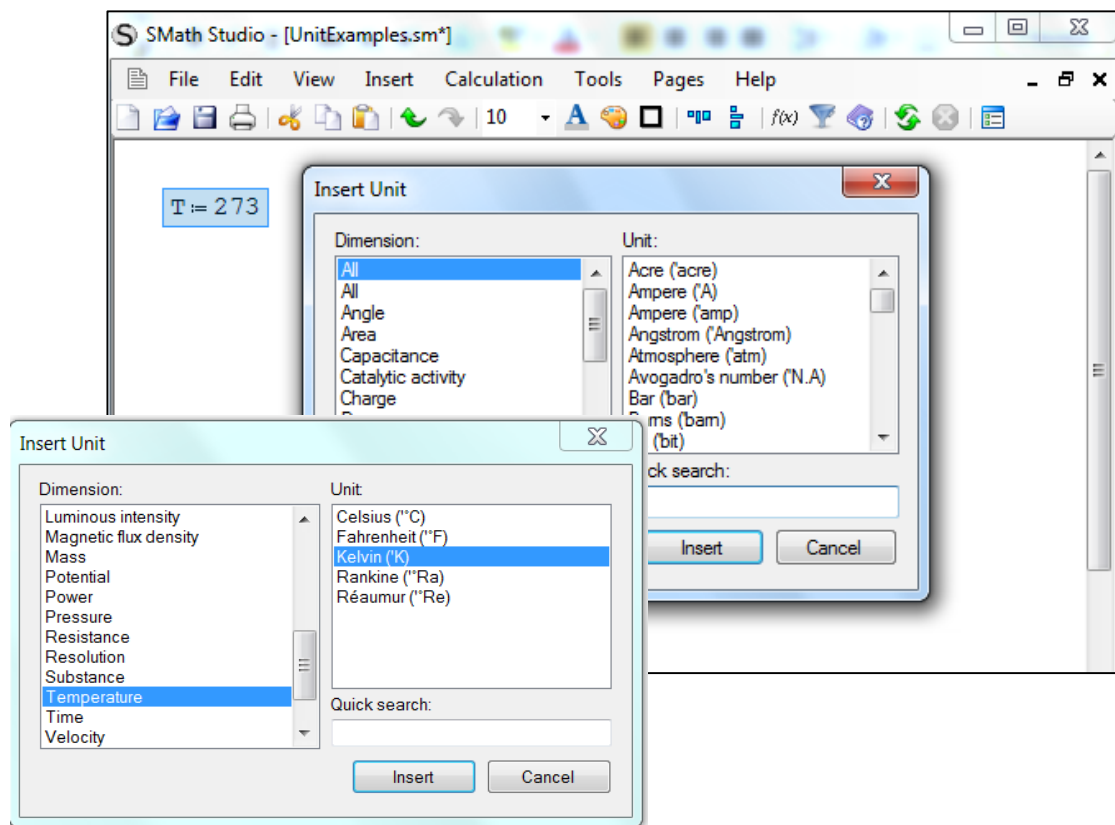 SMath Studio - [UnitExamples.sm*]
File Edit View Insert Calculation Tools Pages Help
10 A f(x)
T := 273
Insert Unit
Dimension:
All
All
Angle
Area
Capacitance
Catalytic activity
Charge
Unit:
Acre ('acre)
Ampere ('A)
Ampere ('amp)
Angstrom ('Angstrom)
Atmosphere ('atm)
Avogadro's number ('N.A)
Bar ('bar)
('barn)
('bit)
search:
Insert Cancel
Insert Unit
Dimension:
Luminous intensity
Magnetic flux density
Mass
Potential
Power
Pressure
Resistance
Resolution
Substance
Temperature
Time
Velocity
Unit:
Celsius ('°C)
Fahrenheit ('°F)
Kelvin ('K)
Rankine ('°Ra)
Réaumur ('°Re)
Quick search:
Insert Cancel